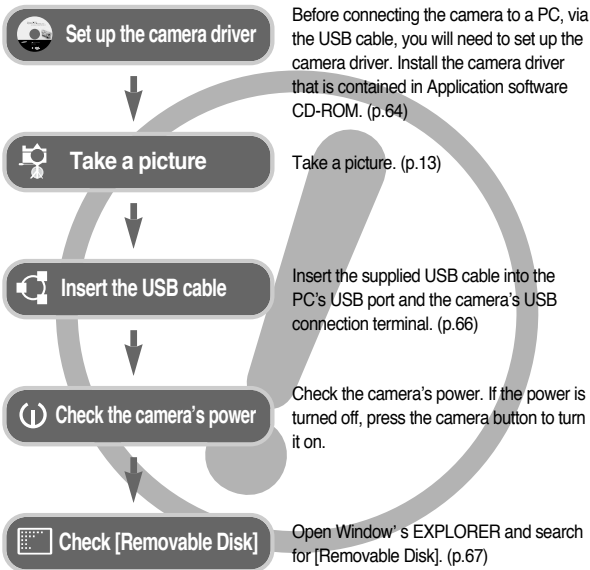 Set up the camera driver
Before connecting the camera to a PC, via
the USB cable, you will need to set up the
camera driver. Install the camera driver
that is contained in Application software
CD-ROM. (p.64)
Take a picture
Take a picture. (p.13)
Insert the USB cable
Insert the supplied USB cable into the
PC's USB port and the camera's USB
connection terminal. (p.66)
Check the camera's power
Check the camera's power. If the power is
turned off, press the camera button to turn
it on.
Check [Removable Disk]
Open Window' s EXPLORER and search
for [Removable Disk]. (p.67)